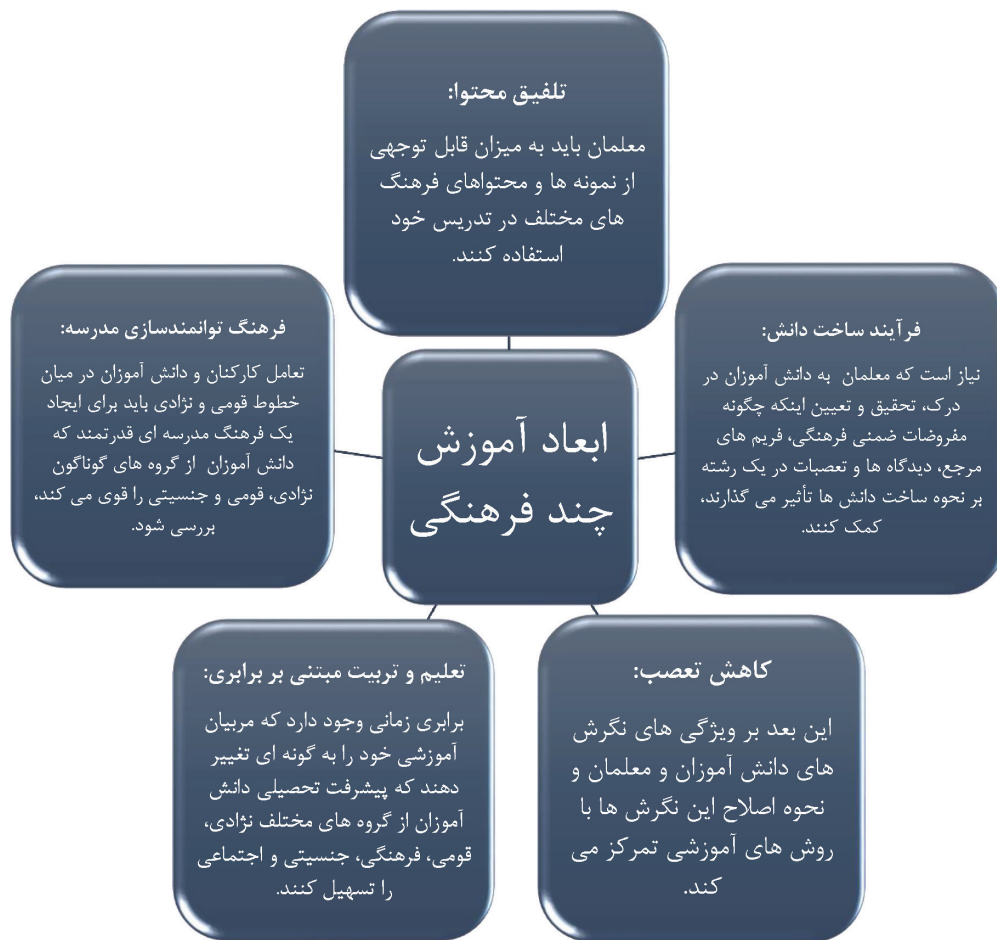 تلفیق محتوا:
معلمان باید به میزان قابل توجهی
از نمونه ها و محتواهای فرهنگ
های مختلف در تدریس خود
استفاده کنند.
فرآیند ساخت دانش:
نیاز است که معلمان به دانش آموزان در
درک، تحقیق و تعیین اینکه چگونه
مفروضات ضمنی فرهنگی، فریم های
مرجع، دیدگاه ها و تعصبات در یک رشته
بر نحوه ساخت دانش ها تأثیر می گذارند،
کمک کنند.
فرهنگ توانمندسازی مدرسه:
تعامل کارکنان و دانش آموزان در میان
خطوط قومی و نژادی باید برای ایجاد
یک فرهنگ مدرسه ای قدرتمند که
دانش آموزان از گروه های گوناگون
نژادی، قومی و جنسیتی را قوی می کند،
بررسی شود.
ابعاد آموزش
چند فرهنگی
کاهش تعصب:
این بعد بر ویژگی های نگرش
های دانش آموزان و معلمان و
نحوه اصلاح این نگرش ها با
روش های آموزشی تمرکز می
کند.
تعلیم و تربیت مبتنی بر برابری:
برابری زمانی وجود دارد که مربیان
آموزشی خود را به گونه ای تغییر
دهند که پیشرفت تحصیلی دانش
آموزان از گروه های مختلف نژادی،
قومی، فرهنگی، جنسیتی و اجتماعی
را تسهیل کنند.